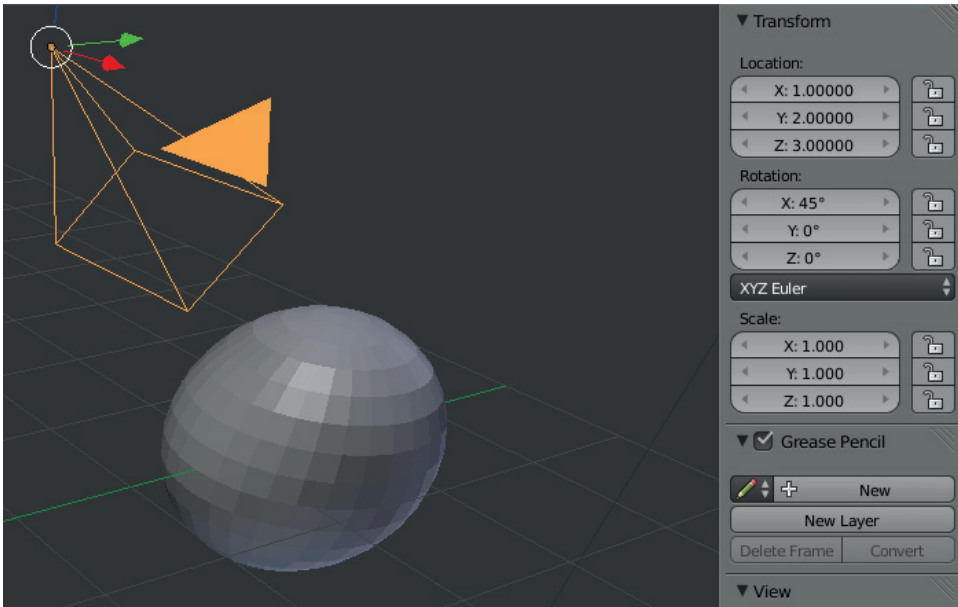 Transform
Location:
X: 1.00000
Y: 2.00000
Z: 3.00000
Rotation:
X: 45°
Y: 0°
Z: 0°
XYZ Euler
Scale:
X: 1.000
Y: 1.000
Z: 1.000
Grease Pencil
New
New Layer
Delete Frame Convert
View